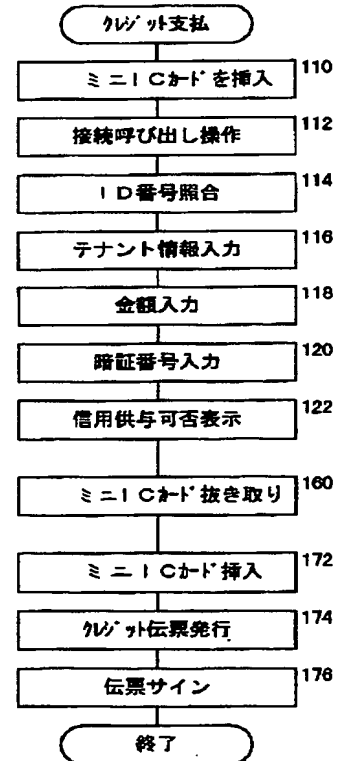 クレジット支払
ミニICカードを挿入 110
接続呼び出し操作 112
ID番号照合 114
テナント情報入力 116
金額入力 118
暗証番号入力 120
信用供与可否表示 122
ミニICカード抜き取り 160
ミニICカード挿入 172
クレジット伝票発行 174
伝票サイン 176
終了